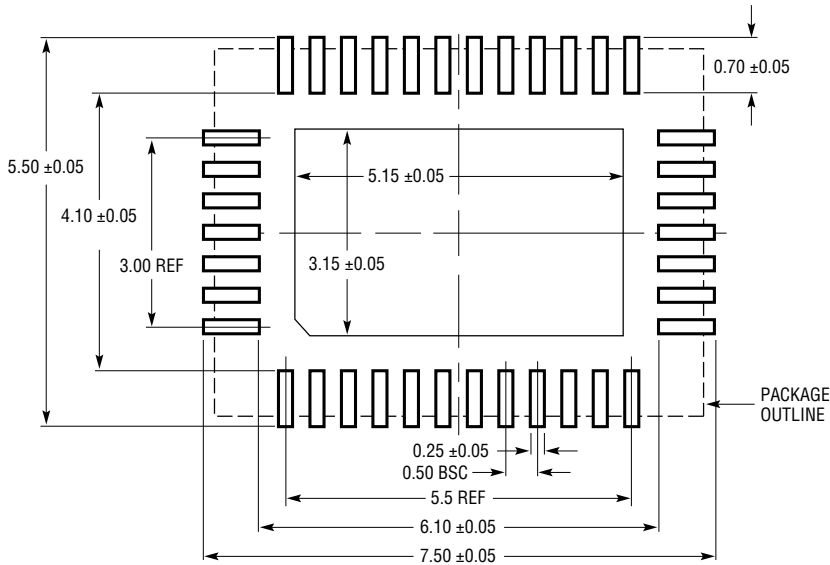 0.70 ±0.05
5.15 ±0.05
5.50 ±0.05
4.10 ±0.05
3.00 REF
3.15 ±0.05
PACKAGE
OUTLINE
0.25 ±0.05
0.50 BSC
5.5 REF
6.10 ±0.05
7.50 ±0.05